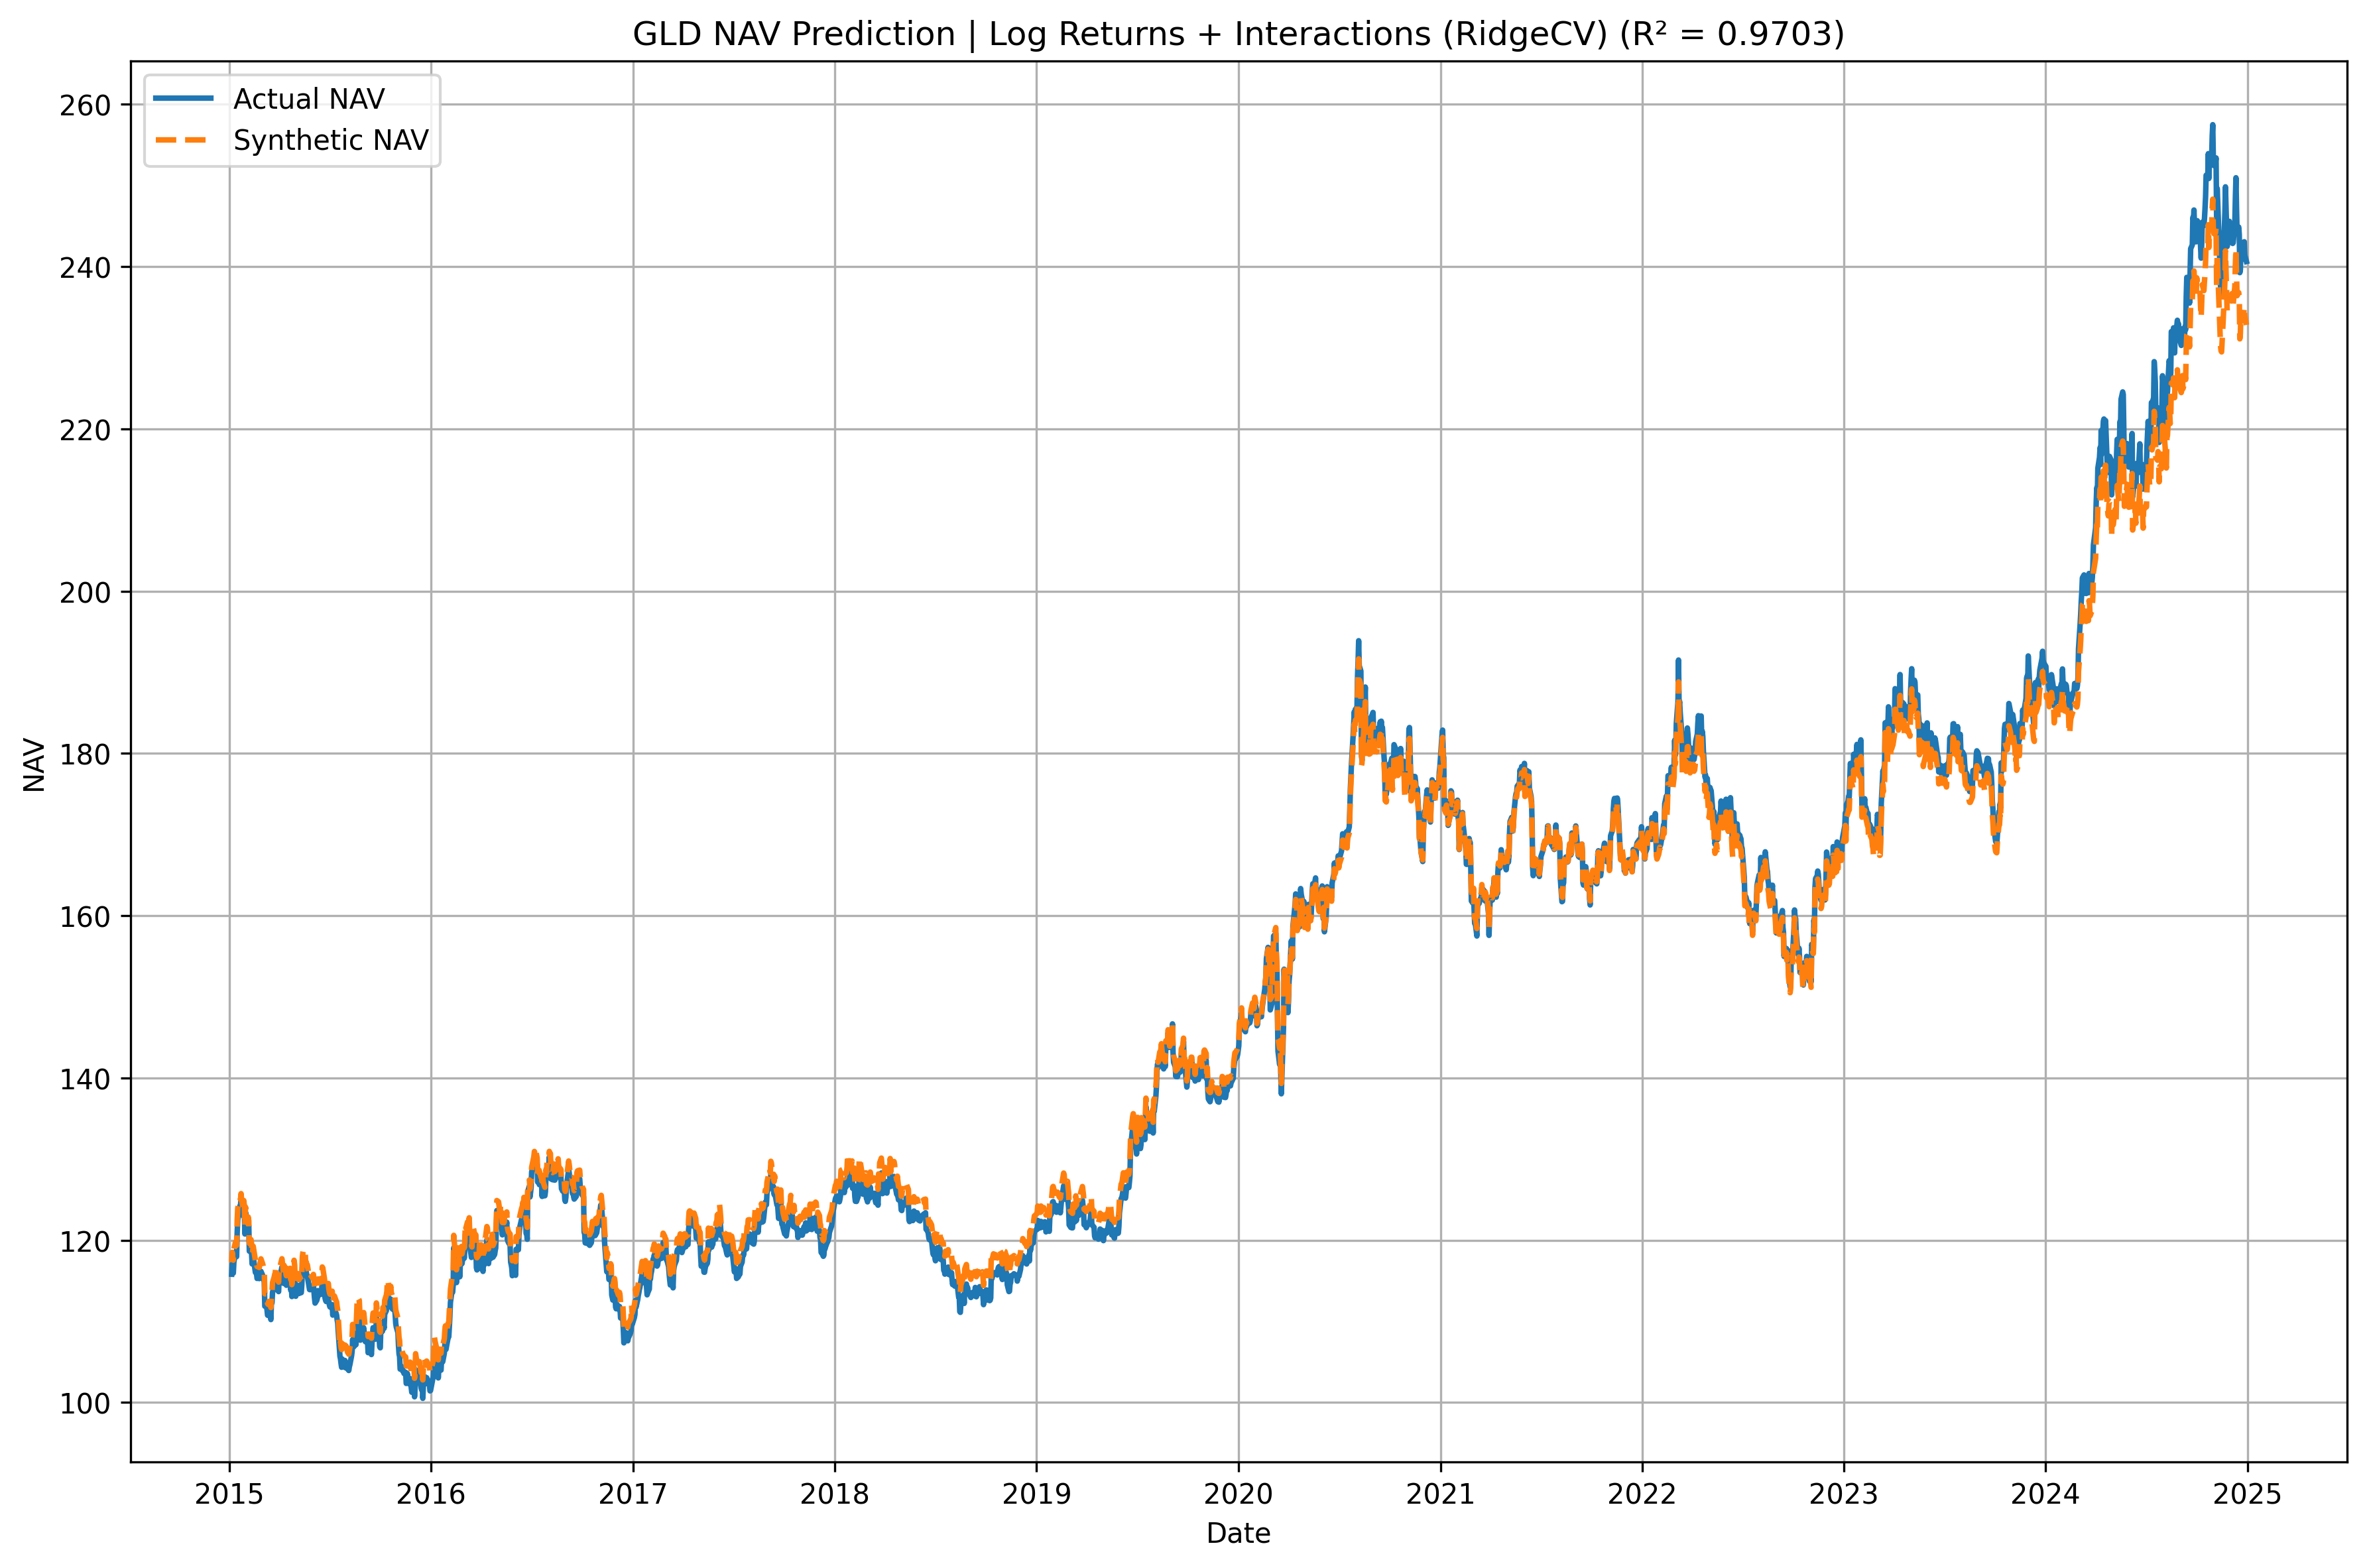 GLD NAV Prediction | Log Returns + Interactions (RidgeCV) (R² = 0.9703)
Actual NAV
Synthetic NAV
260
240
220
200
180
160
140
120
100
NAV
2015 2016 2017 2018 2019 2020 2021 2022 2023 2024 2025
Date